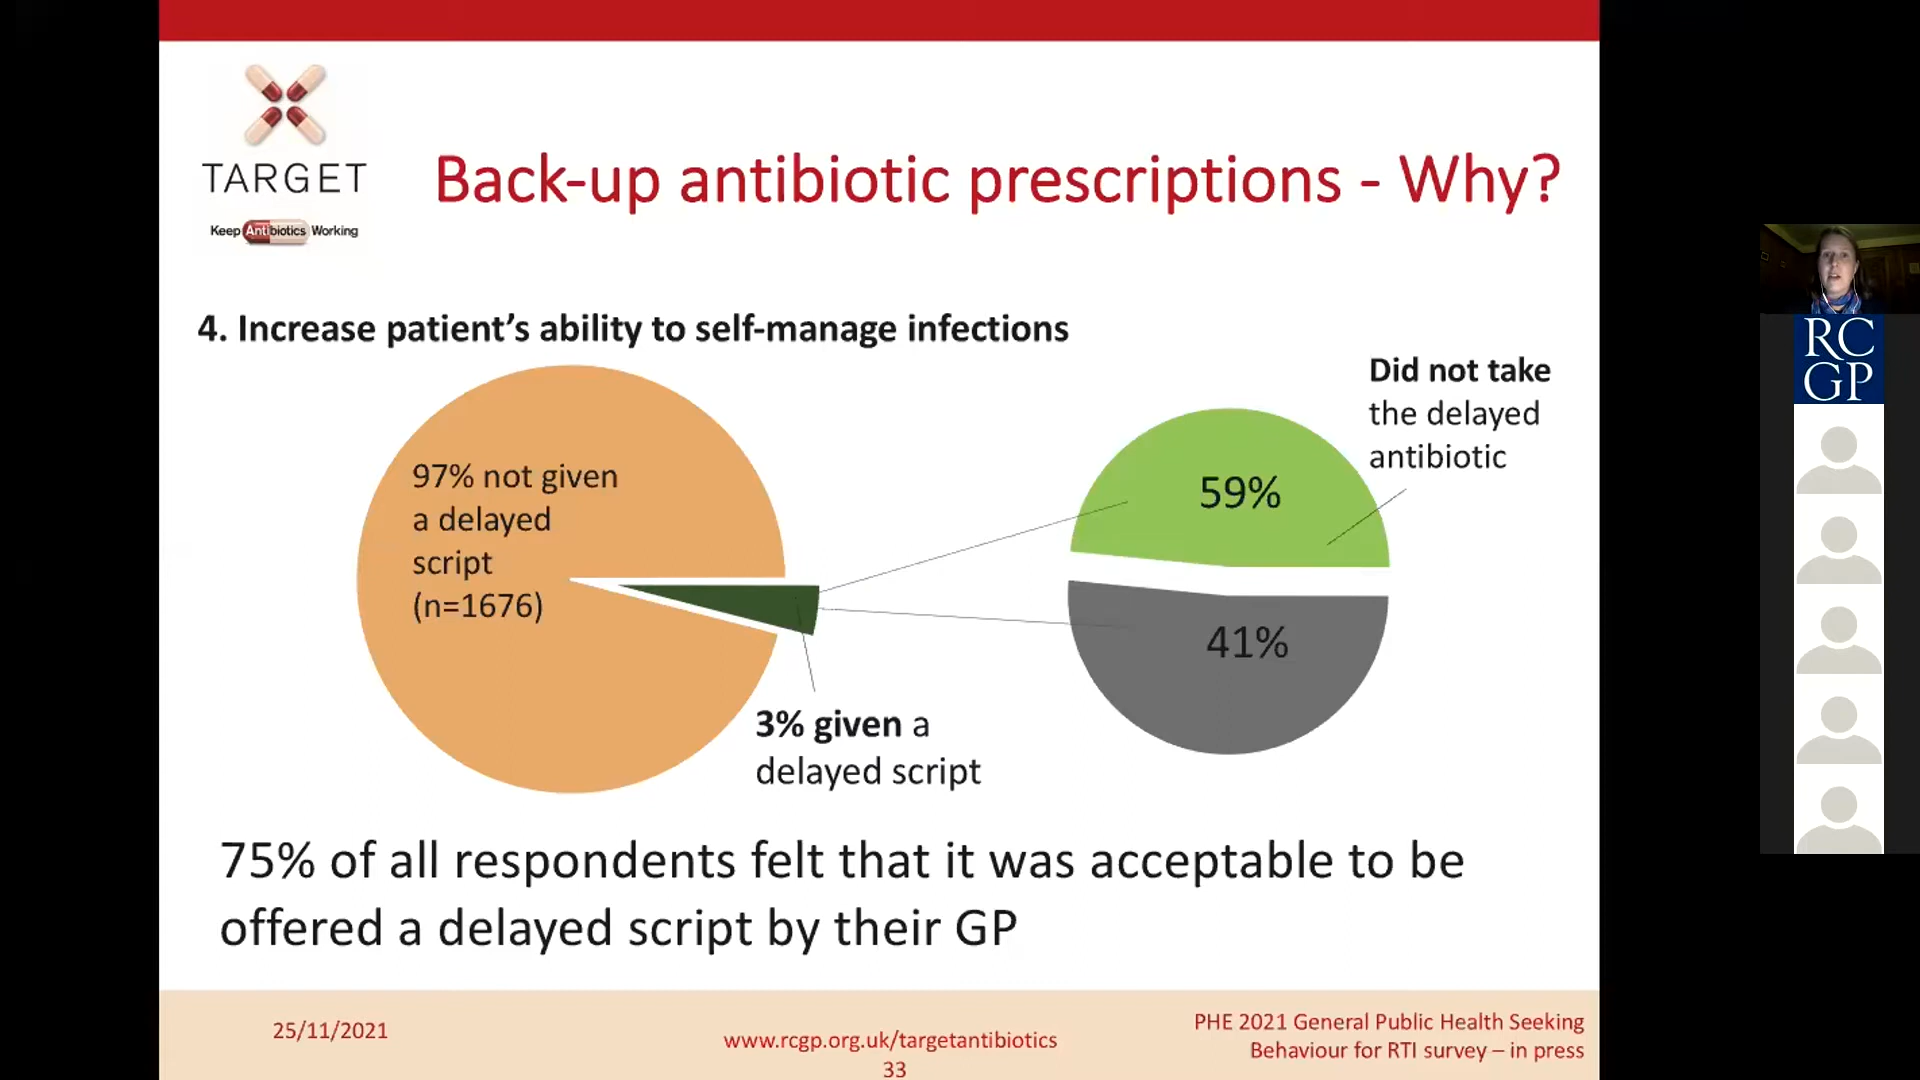 TARGET
Keep Antibiotics Working
Back-up antibiotic prescriptions - Why?
4. Increase patient's ability to self-manage infections
97% not given
a delayed
script
(n=1676)
3% given a
delayed script
59%
41%
Did not take
the delayed
antibiotic
75% of all respondents felt that it was acceptable to be
offered a delayed script by their GP
25/11/2021
www.rcgp.org.uk/targetantibiotics
33
PHE 2021 General Public Health Seeking
Behaviour for RTI survey – in press
RC
GP